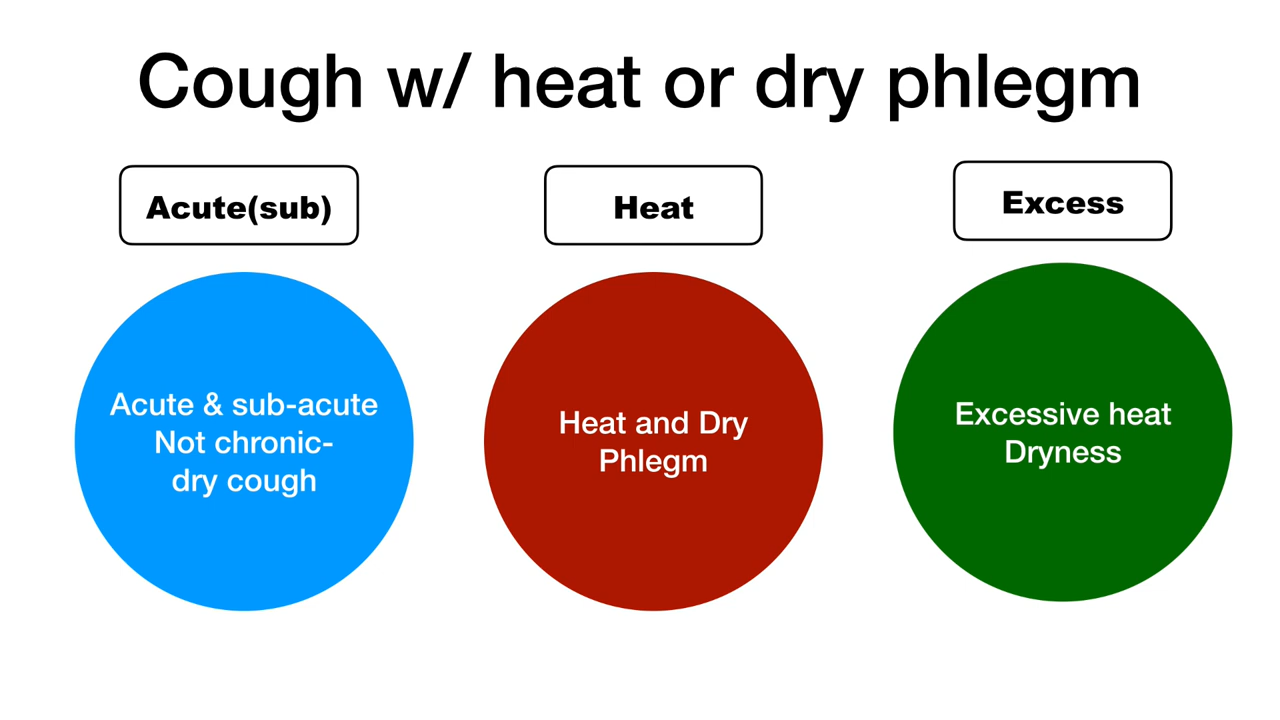 Cough w/ heat or dry phlegm
Acute(sub)
Heat
Excess
Acute & sub-acute
Not chronic-
dry cough
Heat and Dry
Phlegm
Excessive heat
Dryness